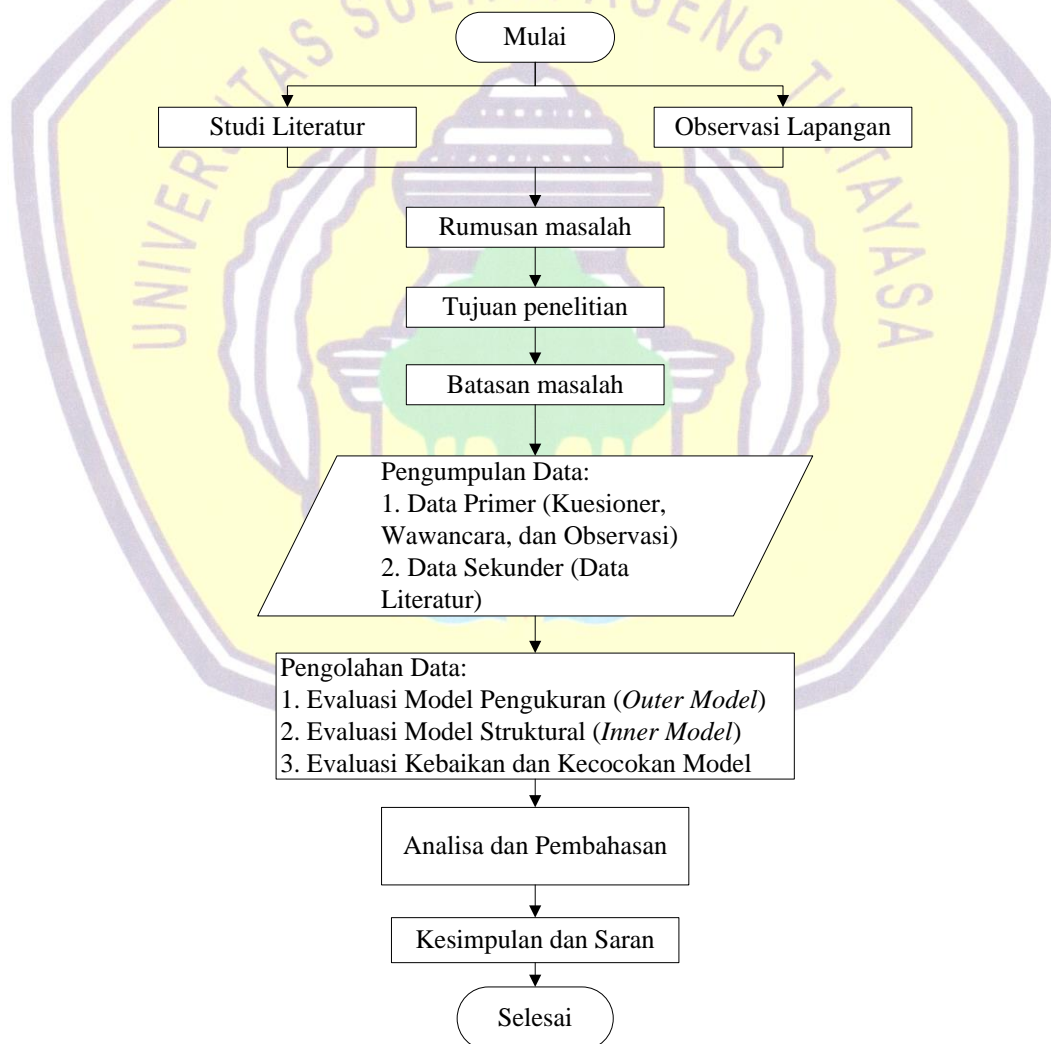 Mulai
Studi Literatur
Observasi Lapangan
Rumusan masalah
Tujuan penelitian
Batasan masalah
Pengumpulan Data:
1. Data Primer (Kuesioner,
Wawancara, dan Observasi)
2. Data Sekunder (Data
Literatur)
Pengolahan Data:
1. Evaluasi Model Pengukuran (Outer Model)
2. Evaluasi Model Struktural (Inner Model)
3. Evaluasi Kebaikan dan Kecocokan Model
Analisa dan Pembahasan
Kesimpulan dan Saran
Selesai